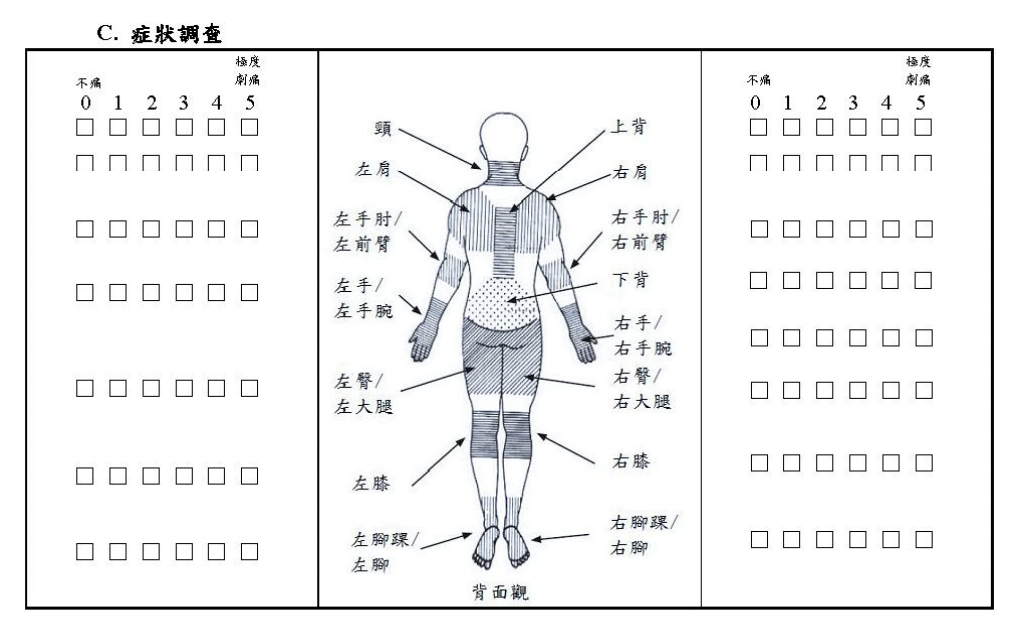 C. 症狀調查
不痛
極度
劇痛
0 1 2 3 4 5
頸
左肩
左手肘/
左前臂
左手/
左手腕
左臀/
左大腿
左膝
左腳踝/
左腳
上背
右肩
右手肘/
右前臂
下背
右手/
右手腕
右臀/
右大腿
右膝
右腳踝/
右腳
背面觀
不痛
極度
劇痛
0 1 2 3 4 5